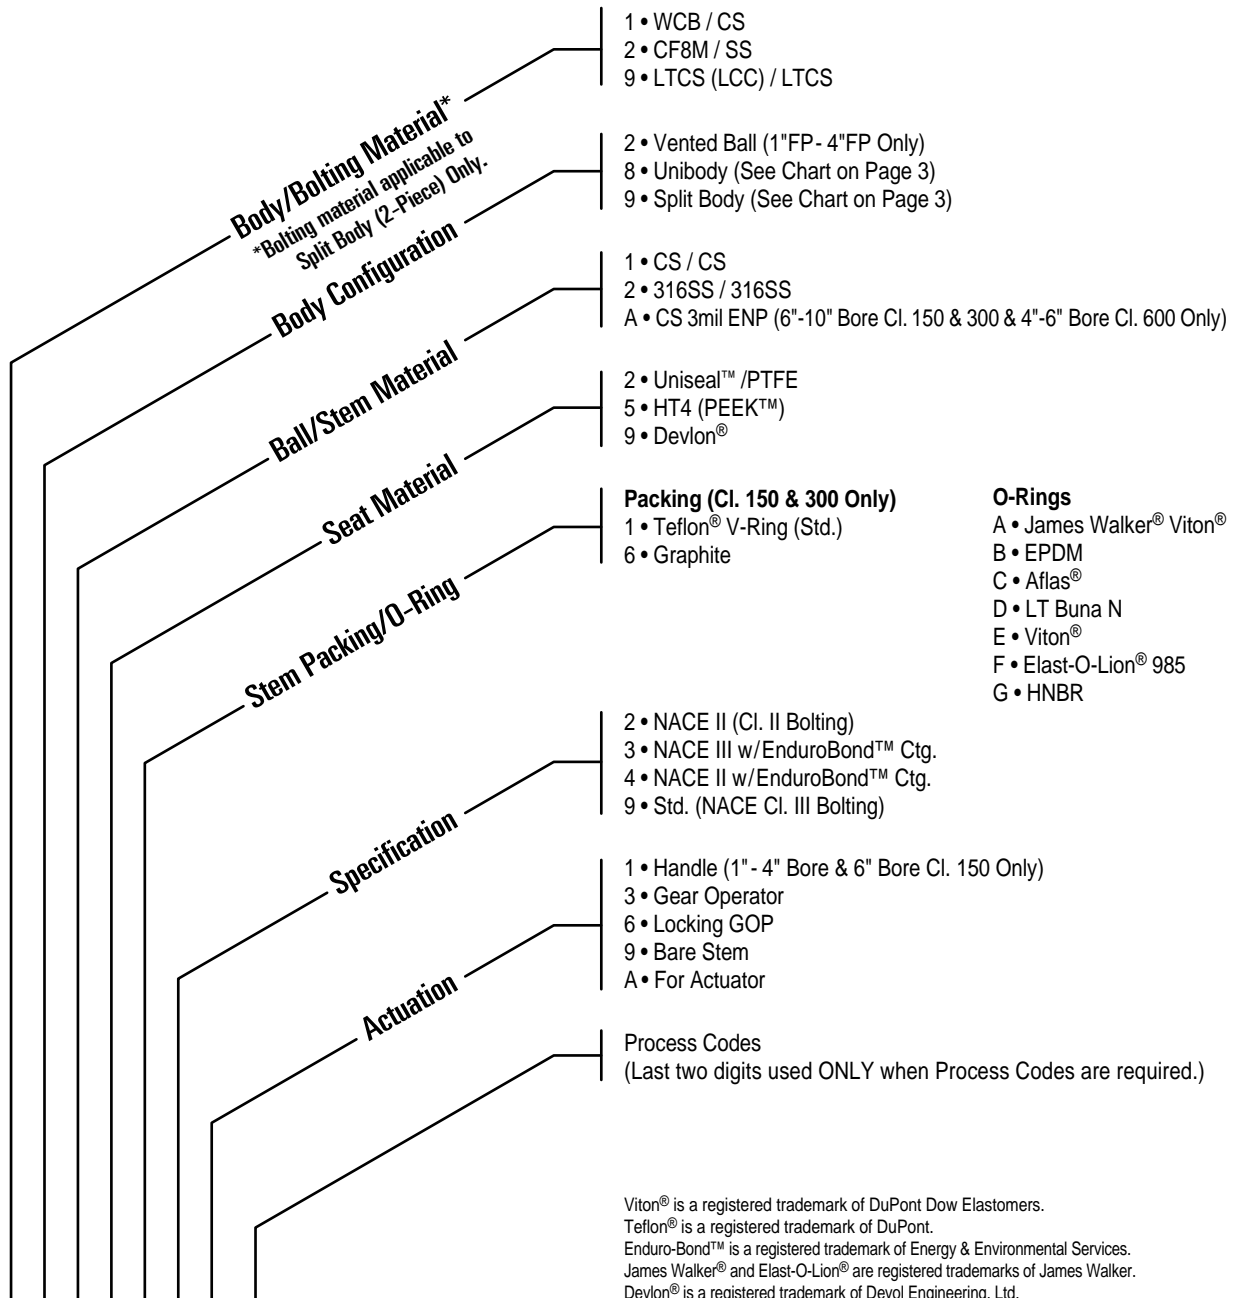 1 • WCB / CS
2 • CF8M / SS
9 • LTCS (LCC) / LTCS
Body/Bolting Material*
*Bolting material applicable to
Split Body (2-Piece) Only.
2 • Vented Ball (1"FP- 4"FP Only)
8 • Unibody (See Chart on Page 3)
9 • Split Body (See Chart on Page 3)
Body Configuration
1 • CS / CS
2 • 316SS / 316SS
A • CS 3mil ENP (6"-10" Bore Cl. 150 & 300 & 4"-6" Bore Cl. 600 Only)
Ball/Stem Material
2 • Uniseal™ /PTFE
5 • HT4 (PEEK™)
9 • Devlon®
Seat Material
Packing (Cl. 150 & 300 Only)
1 • Teflon® V-Ring (Std.)
6 • Graphite
O-Rings
A • James Walker® Viton®
B • EPDM
C • Aflas®
D • LT Buna N
E • Viton®
F • Elast-O-Lion® 985
G • HNBR
Stem Packing/O-Ring
2 • NACE II (Cl. II Bolting)
3 • NACE III w/EnduroBond™ Ctg.
4 • NACE II w/EnduroBond™ Ctg.
9 • Std. (NACE Cl. III Bolting)
Specification
1 • Handle (1"- 4" Bore & 6" Bore Cl. 150 Only)
3 • Gear Operator
6 • Locking GOP
9 • Bare Stem
A • For Actuator
Actuation
Process Codes
(Last two digits used ONLY when Process Codes are required.)
Viton® is a registered trademark of DuPont Dow Elastomers.
Teflon® is a registered trademark of DuPont.
Enduro-Bond™ is a registered trademark of Energy & Environmental Services.
James Walker® and Elast-O-Lion® are registered trademarks of James Walker.
Devlon® is a registered trademark of Devol Engineering, Ltd.